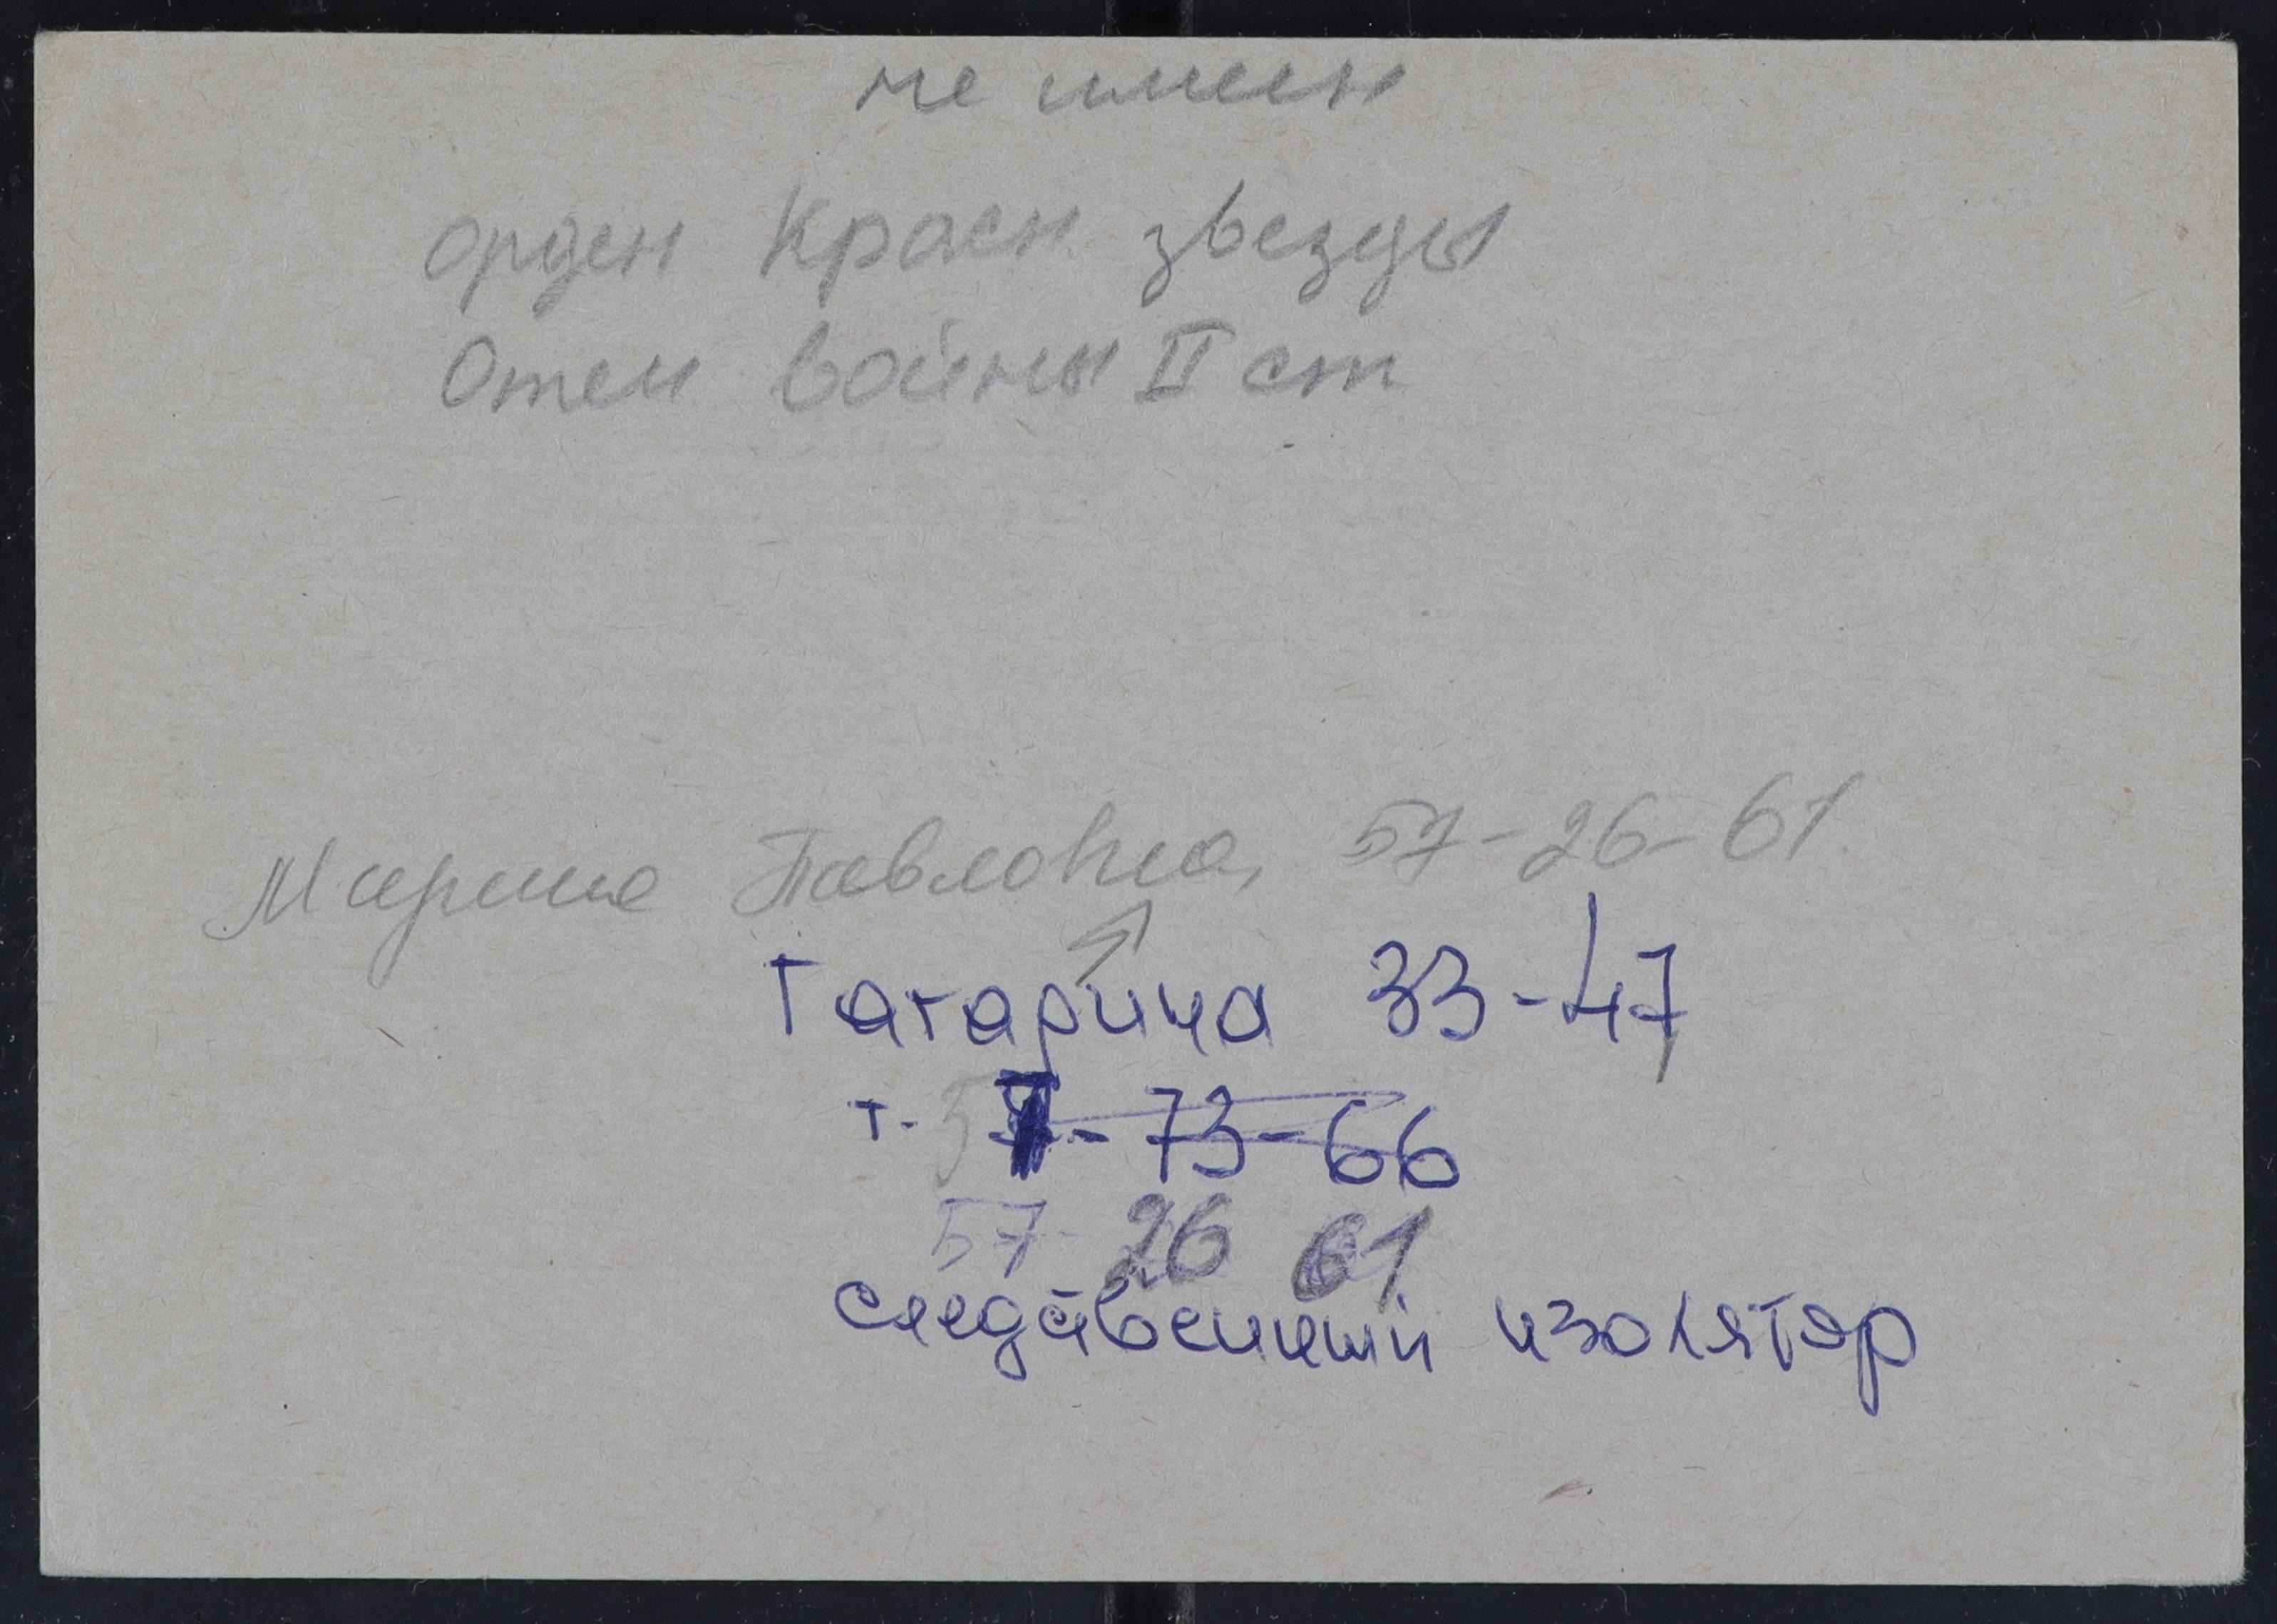 не имеет
орден Красн звезды
Отеч войны II ст
Марина Павловна, 57-26-61
Гагарина 33-47
т. 57-73-66
57-26 61
следственный изолятор